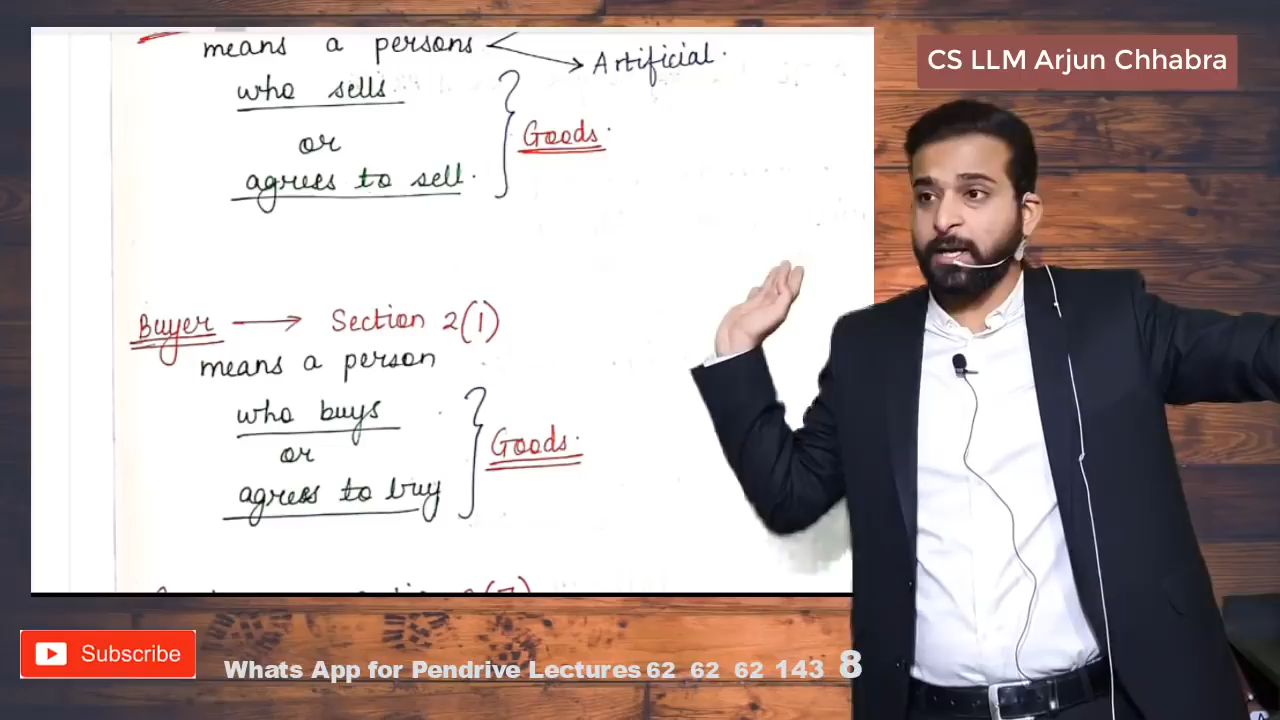 CS LLM Arjun Chhabra
means a persons
Artificial.
who sells
or
agrees to sell.
Goods.
Buyer → Section 2(1)
means a person
who buys
or
agress to buy
Goods.
Subscribe
Whats App for Pendrive Lectures 62 62 62 143 8